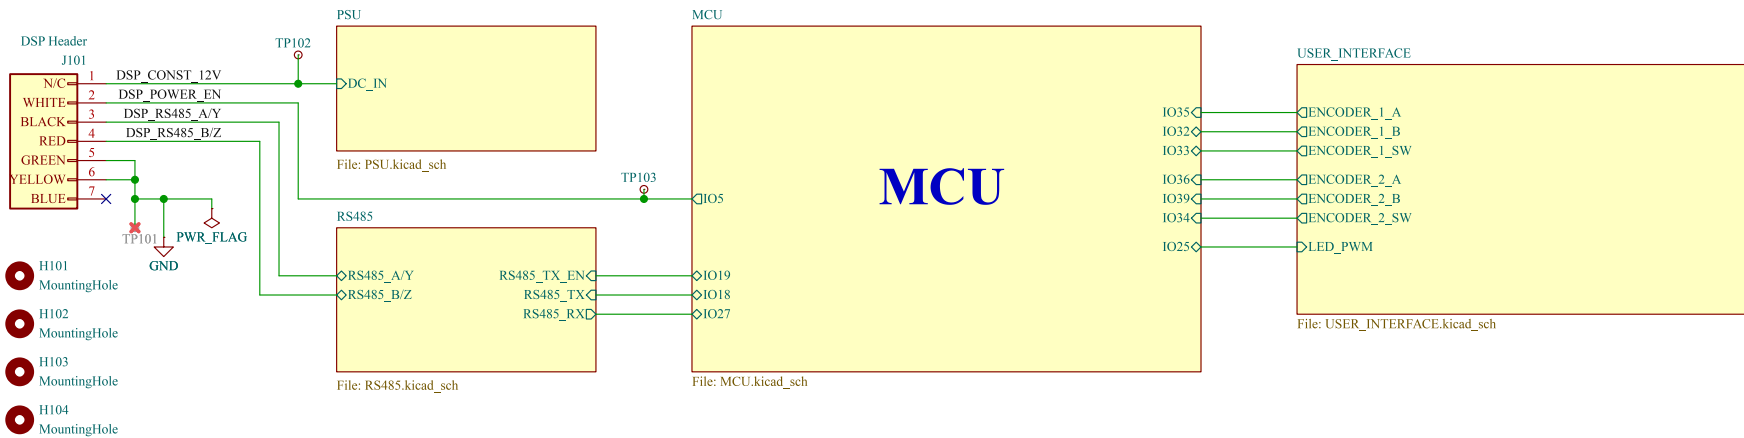 DSP Header
J101
N/C 1 DSP_CONST_12V
WHITE 2 DSP_POWER_EN
BLACK 3 DSP_RS485_A/Y
RED 4 DSP_RS485_B/Z
GREEN 5
YELLOW 6
BLUE 7
TP101
PWR_FLAG
GND
TP102
PSU
DC_IN
File: PSU.kicad_sch
RS485
RS485_A/Y
RS485_B/Z
RS485_TX_EN
RS485_TX
RS485_RX
File: RS485.kicad_sch
TP103
MCU
IO5
IO19
IO18
IO27
MCU
IO35
IO32
IO33
IO36
IO39
IO34
IO25
File: MCU.kicad_sch
USER_INTERFACE
ENCODER_1_A
ENCODER_1_B
ENCODER_1_SW
ENCODER_2_A
ENCODER_2_B
ENCODER_2_SW
LED_PWM
File: USER_INTERFACE.kicad_sch
H101
MountingHole
H102
MountingHole
H103
MountingHole
H104
MountingHole